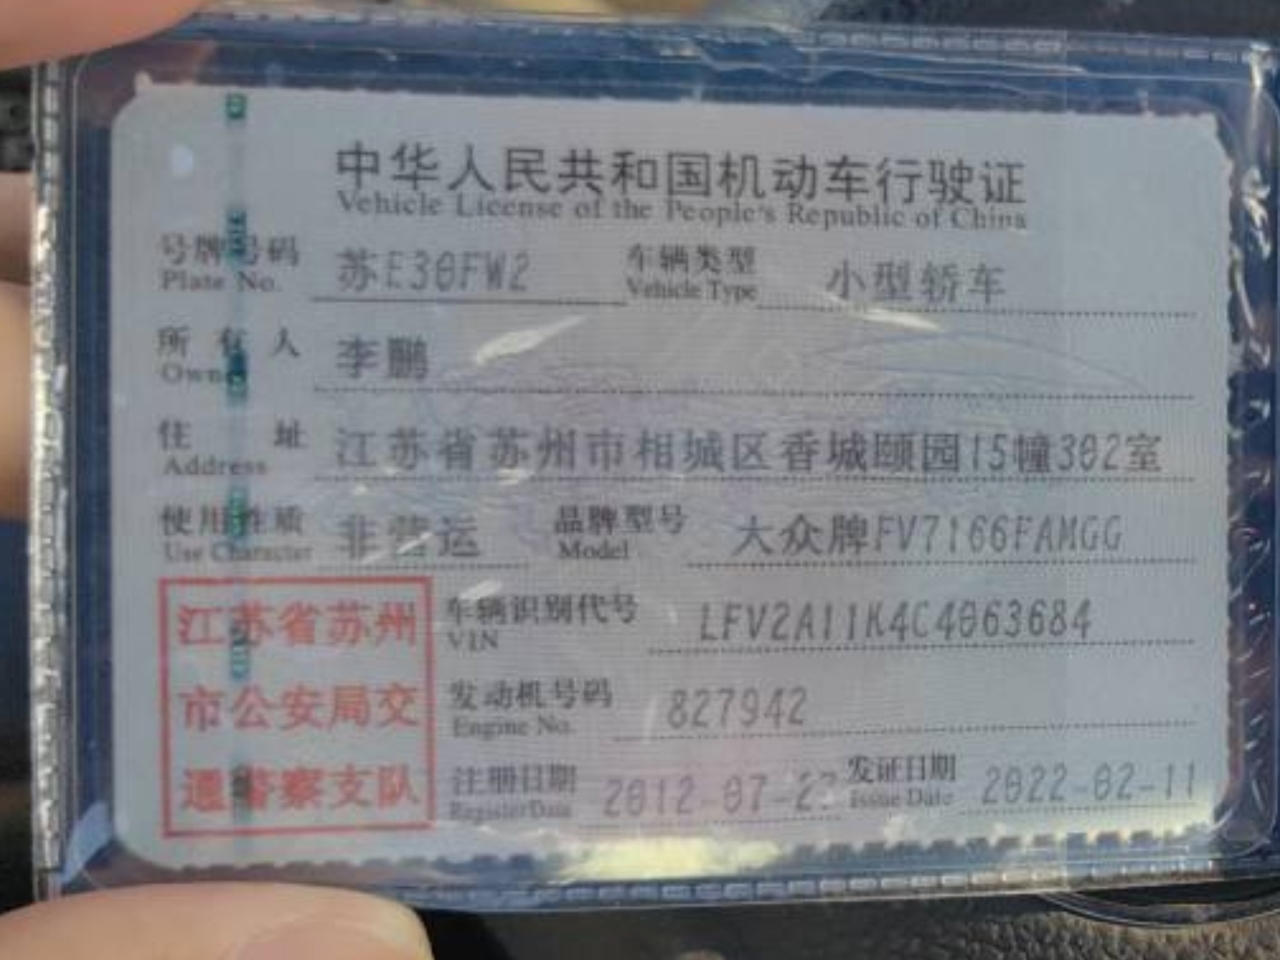 中华人民共和国机动车行驶证
Vehicle License of the People's Republic of China
号牌号码 苏E30FW2 车辆类型 小型轿车
Plate No. Vehicle Type
所有人 李鹏
Owner
住址 江苏省苏州市相城区香城颐园15幢302室
Address
使用性质 非营运 品牌型号 大众牌FV7166FAMGG
Use Character Model
江苏省苏州
市公安局交
通警察支队
车辆识别代号 LFV2A11K4C4063684
VIN
发动机号码 827942
Engine No.
注册日期 2012-07-2 发证日期 2022-02-11
Register Data Issue Date